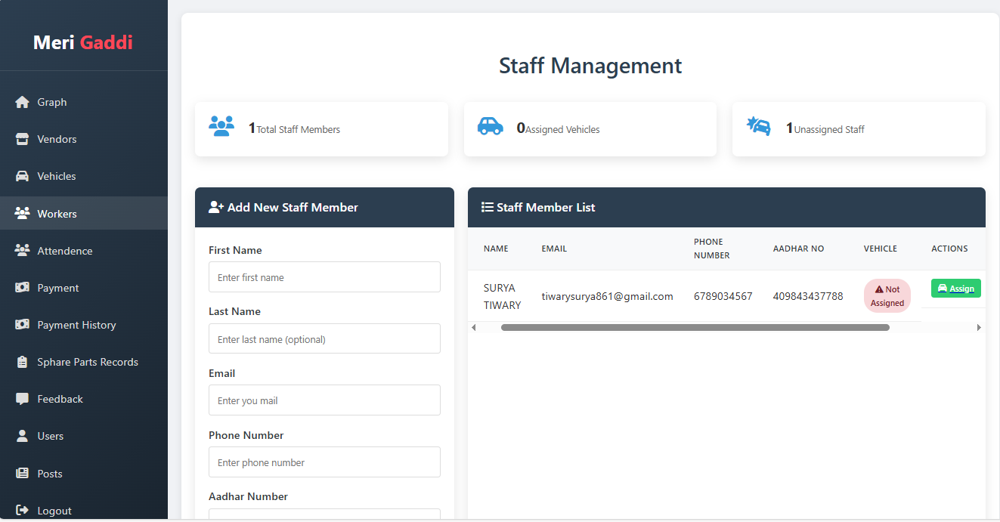 Meri Gaddi
Graph
Vendors
Vehicles
Workers
Attendence
Payment
Payment History
Sphare Parts Records
Feedback
Users
Posts
Logout
Staff Management
1Total Staff Members
0Assigned Vehicles
1Unassigned Staff
Add New Staff Member
First Name
Enter first name
Last Name
Enter last name (optional)
Email
Enter you mail
Phone Number
Enter phone number
Aadhar Number
Staff Member List
NAME EMAIL PHONE NUMBER AADHAR NO VEHICLE ACTIONS
SURYA TIWARY tiwarysurya861@gmail.com 6789034567 409843437788 Not Assigned Assign